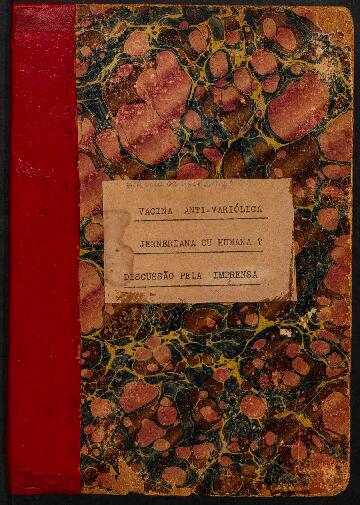 VACINA ANTI-VARIÓLICA
JENNERIANA OU HUMANA ?
DISCUSSÃO PELA IMPRENSA